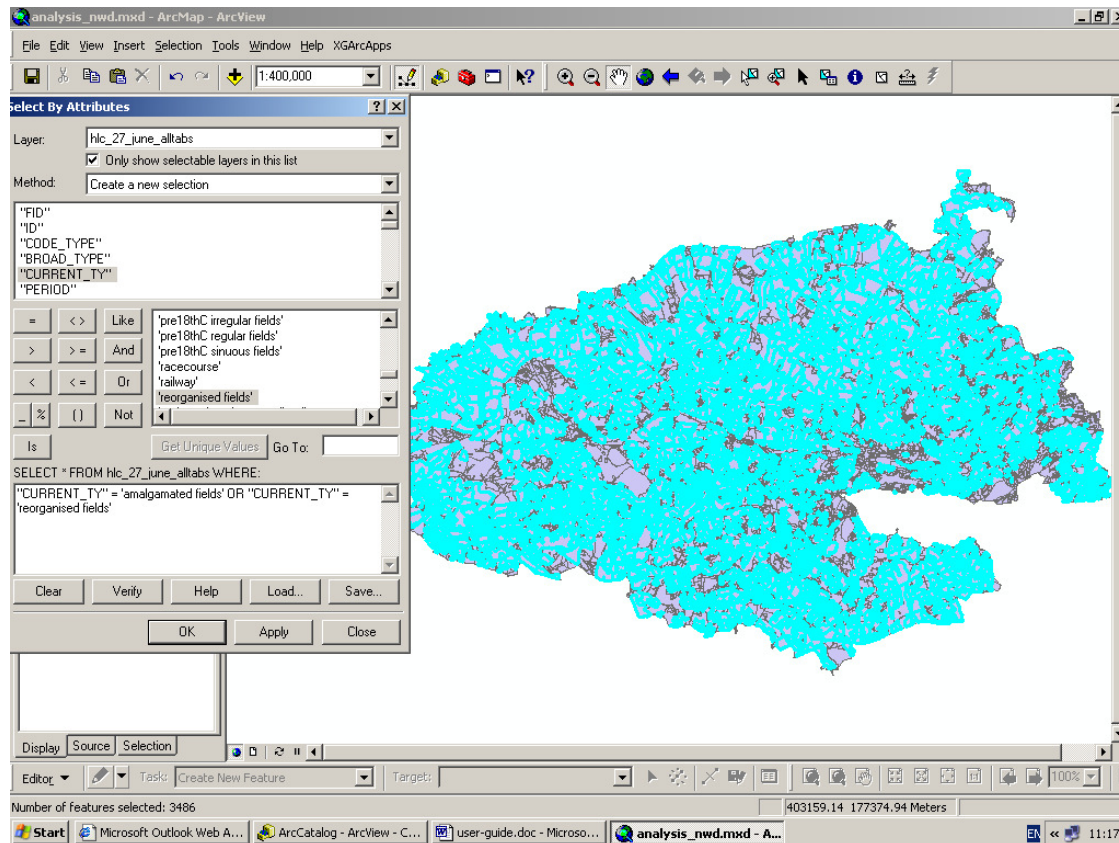 analysis_nwd.mxd - ArcMap - ArcView
File Edit View Insert Selection Tools Window Help XGArcApps
1:400,000
Select By Attributes
Layer: hlc_27_june_alltabs
Only show selectable layers in this list
Method: Create a new selection
"FID"
"ID"
"CODE_TYPE"
"BROAD_TYPE"
"CURRENT_TY"
"PERIOD"
= <> Like
> >= And
< <= Or
_ % () Not
Is
'pre18thC irregular fields'
'pre18thC regular fields'
'pre18thC sinuous fields'
'racecourse'
'railway'
'reorganised fields'
Get Unique Values Go To:
SELECT * FROM hlc_27_june_alltabs WHERE:
"CURRENT_TY" = 'amalgamated fields' OR "CURRENT_TY" =
'reorganised fields'
Clear Verify Help Load... Save...
OK Apply Close
Display Source Selection
Editor Task: Create New Feature Target: 100%
Number of features selected: 3486 403159.14 177374.94 Meters
Start Microsoft Outlook Web A... ArcCatalog - ArcView - C... user-guide.doc - Microso... analysis_nwd.mxd - A... EN « 11:17